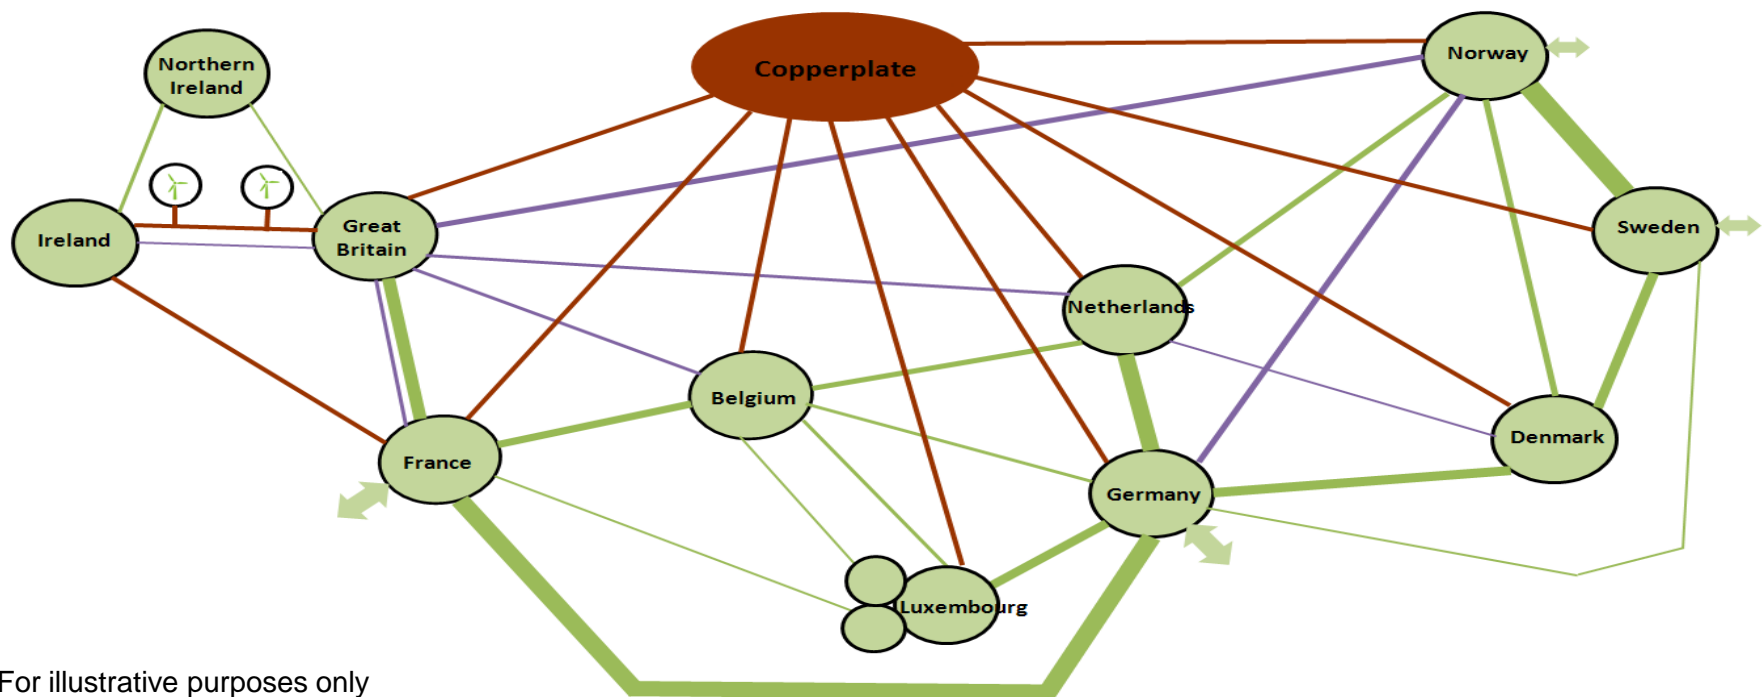 Northern
Ireland
Copperplate
Norway
Ireland
Great
Britain
Sweden
Netherlands
Belgium
Denmark
France
Germany
Luxembourg
For illustrative purposes only